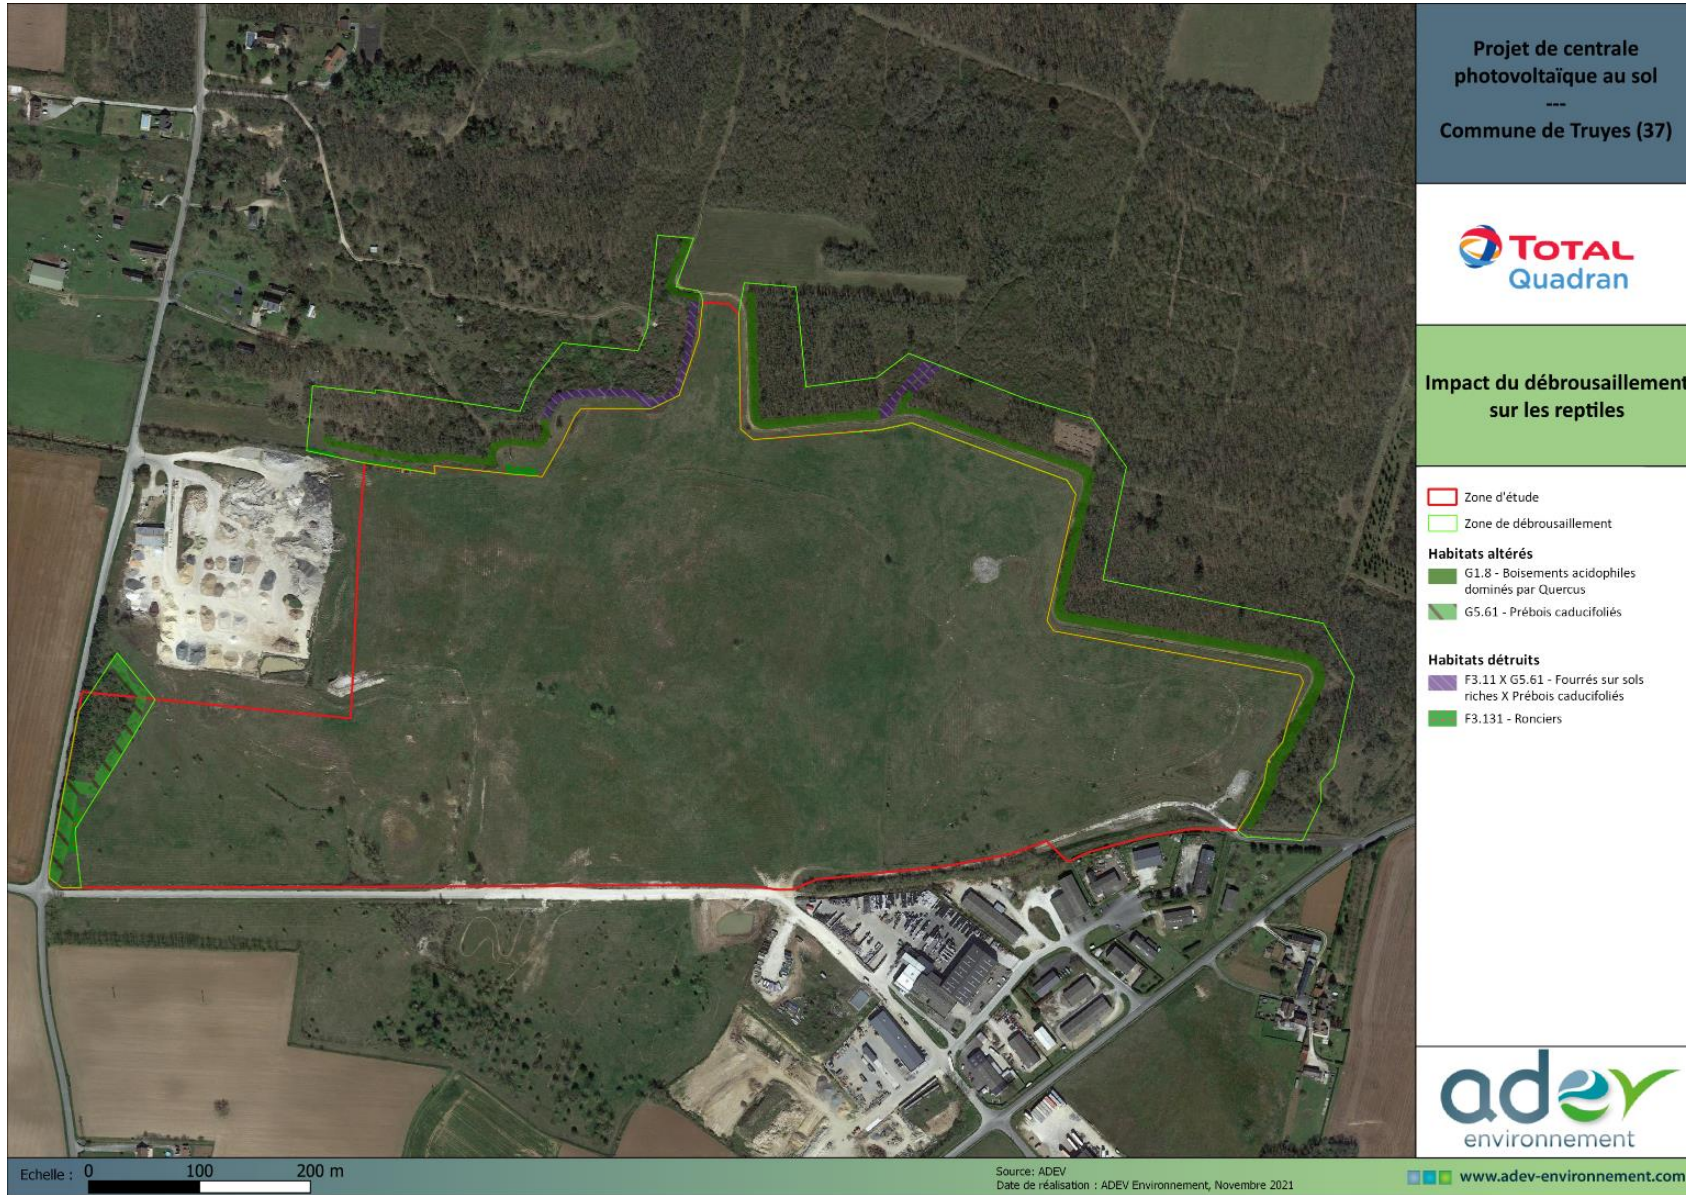 Projet de centrale
photovoltaïque au sol
---
Commune de Truyes (37)
TOTAL
Quadran
Impact du débrousaillement
sur les reptiles
Zone d'étude
Zone de débrousaillement
Habitats altérés
G1.8 - Boisements acidophiles
dominés par Quercus
G5.61 - Prébois caducifoliés
Habitats détruits
F3.11 X G5.61 - Fourrés sur sols
riches X Prébois caducifoliés
F3.131 - Ronciers
adev
environnement
Echelle : 0 100 200 m
Source: ADEV
Date de réalisation : ADEV Environnement, Novembre 2021
www.adev-environnement.com